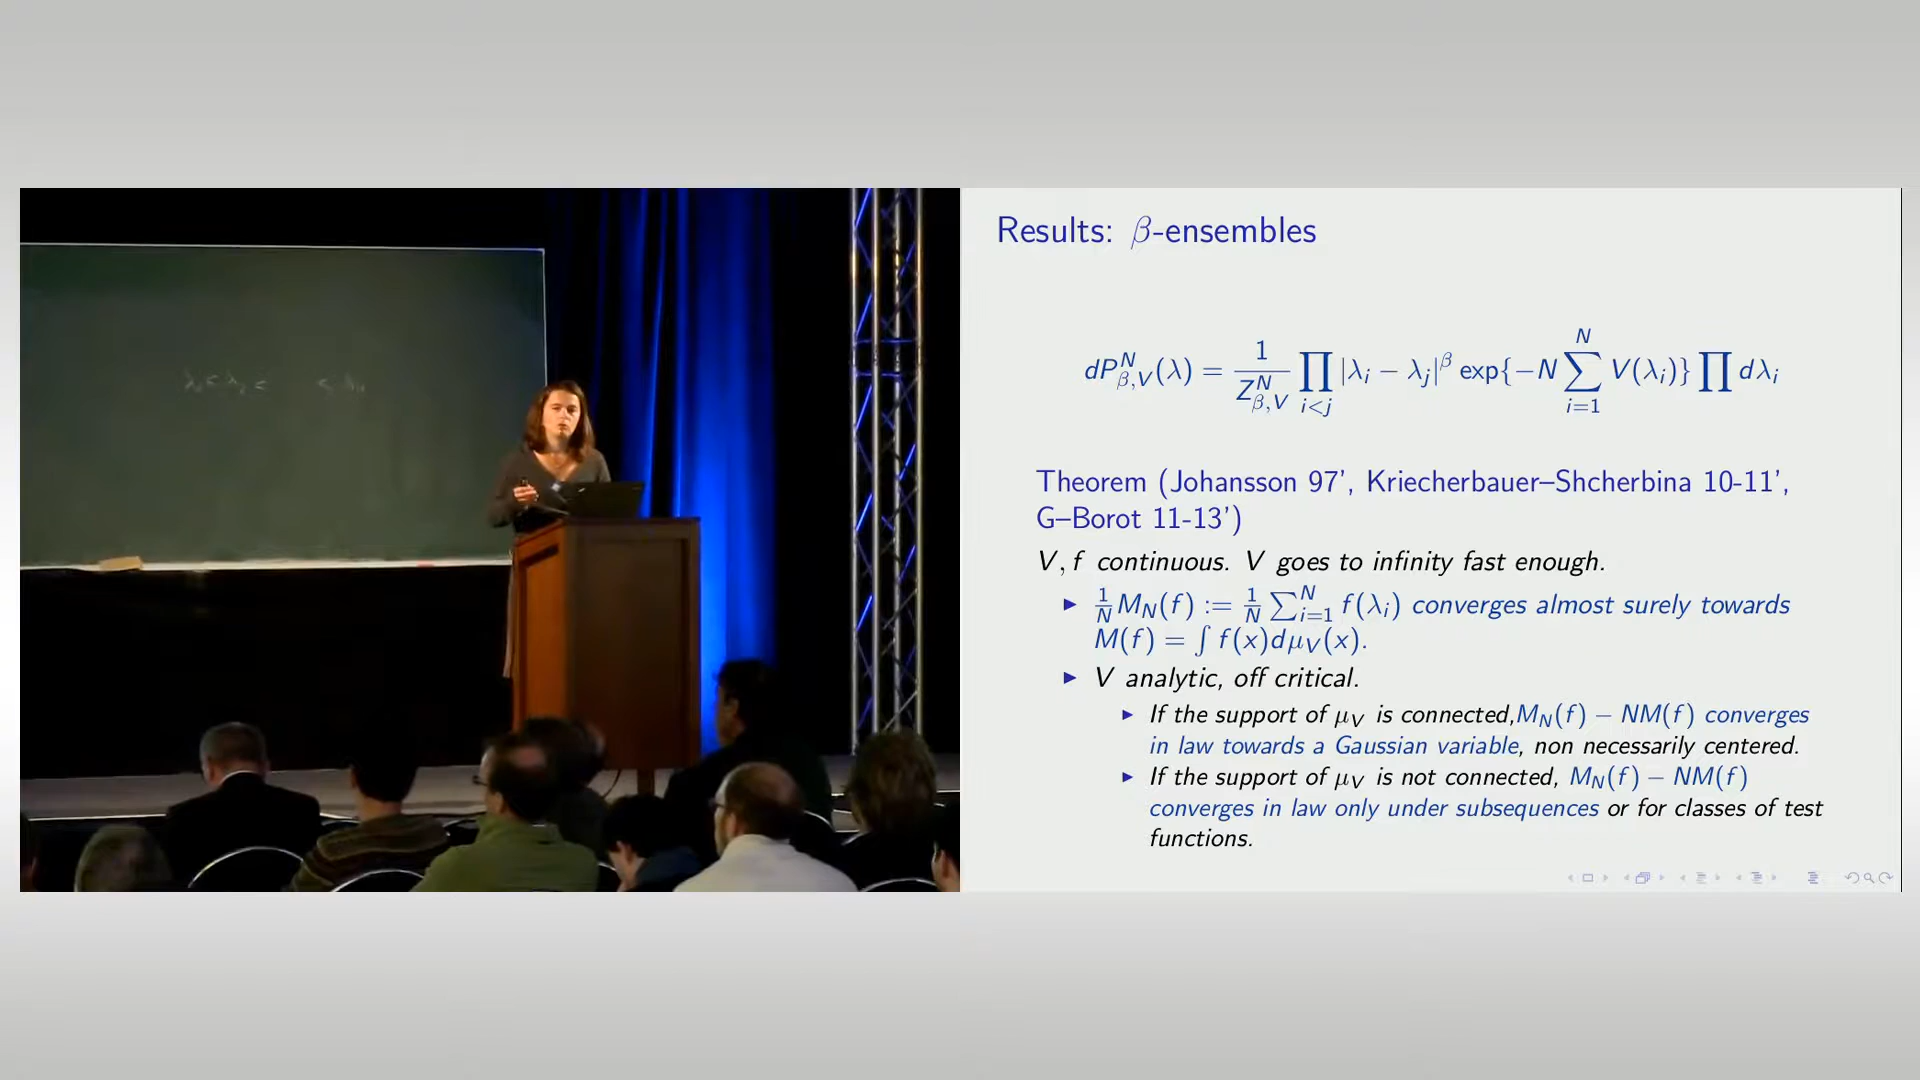 Results: β-ensembles
dP^N_{β,V}(λ) = \frac{1}{Z^N_{β,V}} ∏_{i<j} |λ_i − λ_j|^β exp{−N ∑_{i=1}^N V(λ_i)} ∏ dλ_i
Theorem (Johansson 97', Kriecherbauer–Shcherbina 10-11',
G–Borot 11-13')
V, f continuous. V goes to infinity fast enough.
▶ \frac{1}{N} M_N(f) := \frac{1}{N} ∑_{i=1}^N f(λ_i) converges almost surely towards
M(f) = ∫ f(x)dμ_V(x).
▶ V analytic, off critical.
▶ If the support of μ_V is connected,M_N(f) − NM(f) converges
in law towards a Gaussian variable, non necessarily centered.
▶ If the support of μ_V is not connected, M_N(f) − NM(f)
converges in law only under subsequences or for classes of test
functions.